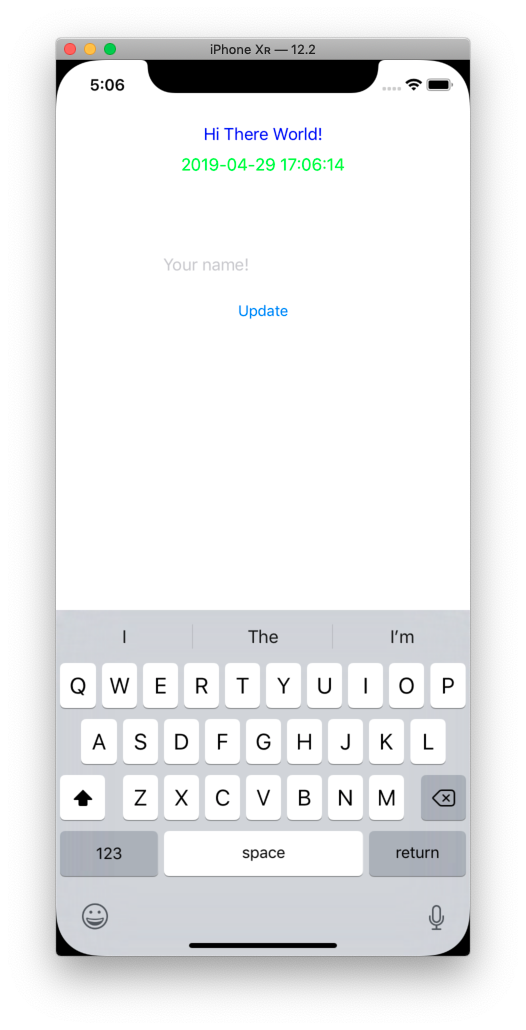 iPhone Xʀ — 12.2
5:06
Hi There World!
2019-04-29 17:06:14
Your name!
Update
I The I’m
Q W E R T Y U I O P
A S D F G H J K L
Z X C V B N M
123 space return